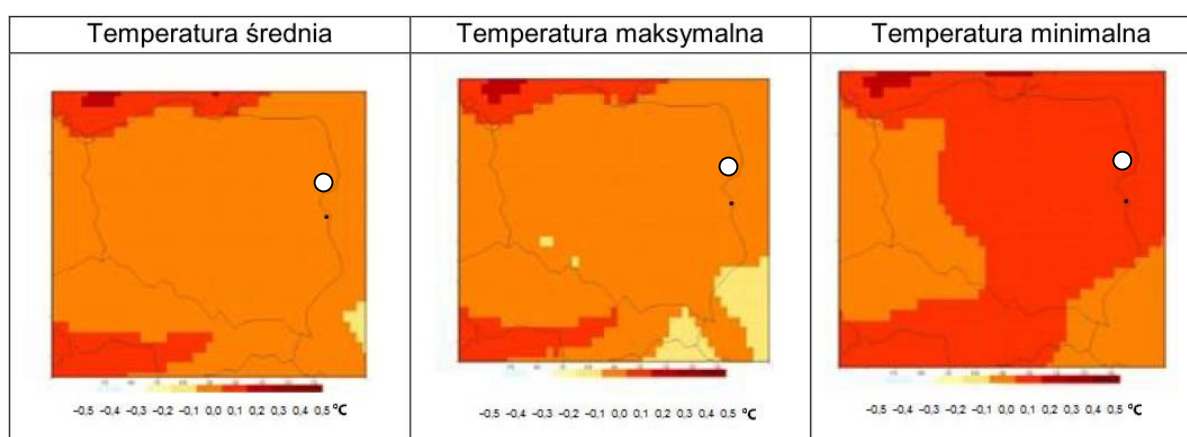 Temperatura średnia
Temperatura maksymalna
Temperatura minimalna
-0,5 -0,4 -0,3 -0,2 -0,1 0,0 0,1 0,2 0,3 0,4 0,5 °C
-0,5 -0,4 -0,3 -0,2 -0,1 0,0 0,1 0,2 0,3 0,4 0,5 °C
-0,5 -0,4 -0,3 -0,2 -0,1 0,0 0,1 0,2 0,3 0,4 0,5 °C